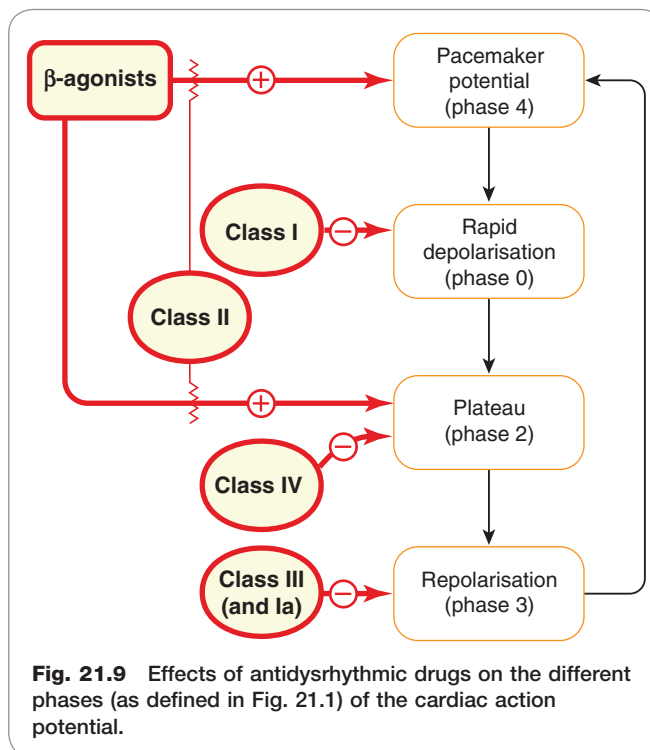 β-agonists
+
Pacemaker
potential
(phase 4)
Class I
−
Rapid
depolarisation
(phase 0)
Class II
+
Plateau
(phase 2)
−
Class IV
Class III
(and Ia)
−
Repolarisation
(phase 3)
Fig. 21.9 Effects of antidysrhythmic drugs on the different
phases (as defined in Fig. 21.1) of the cardiac action
potential.